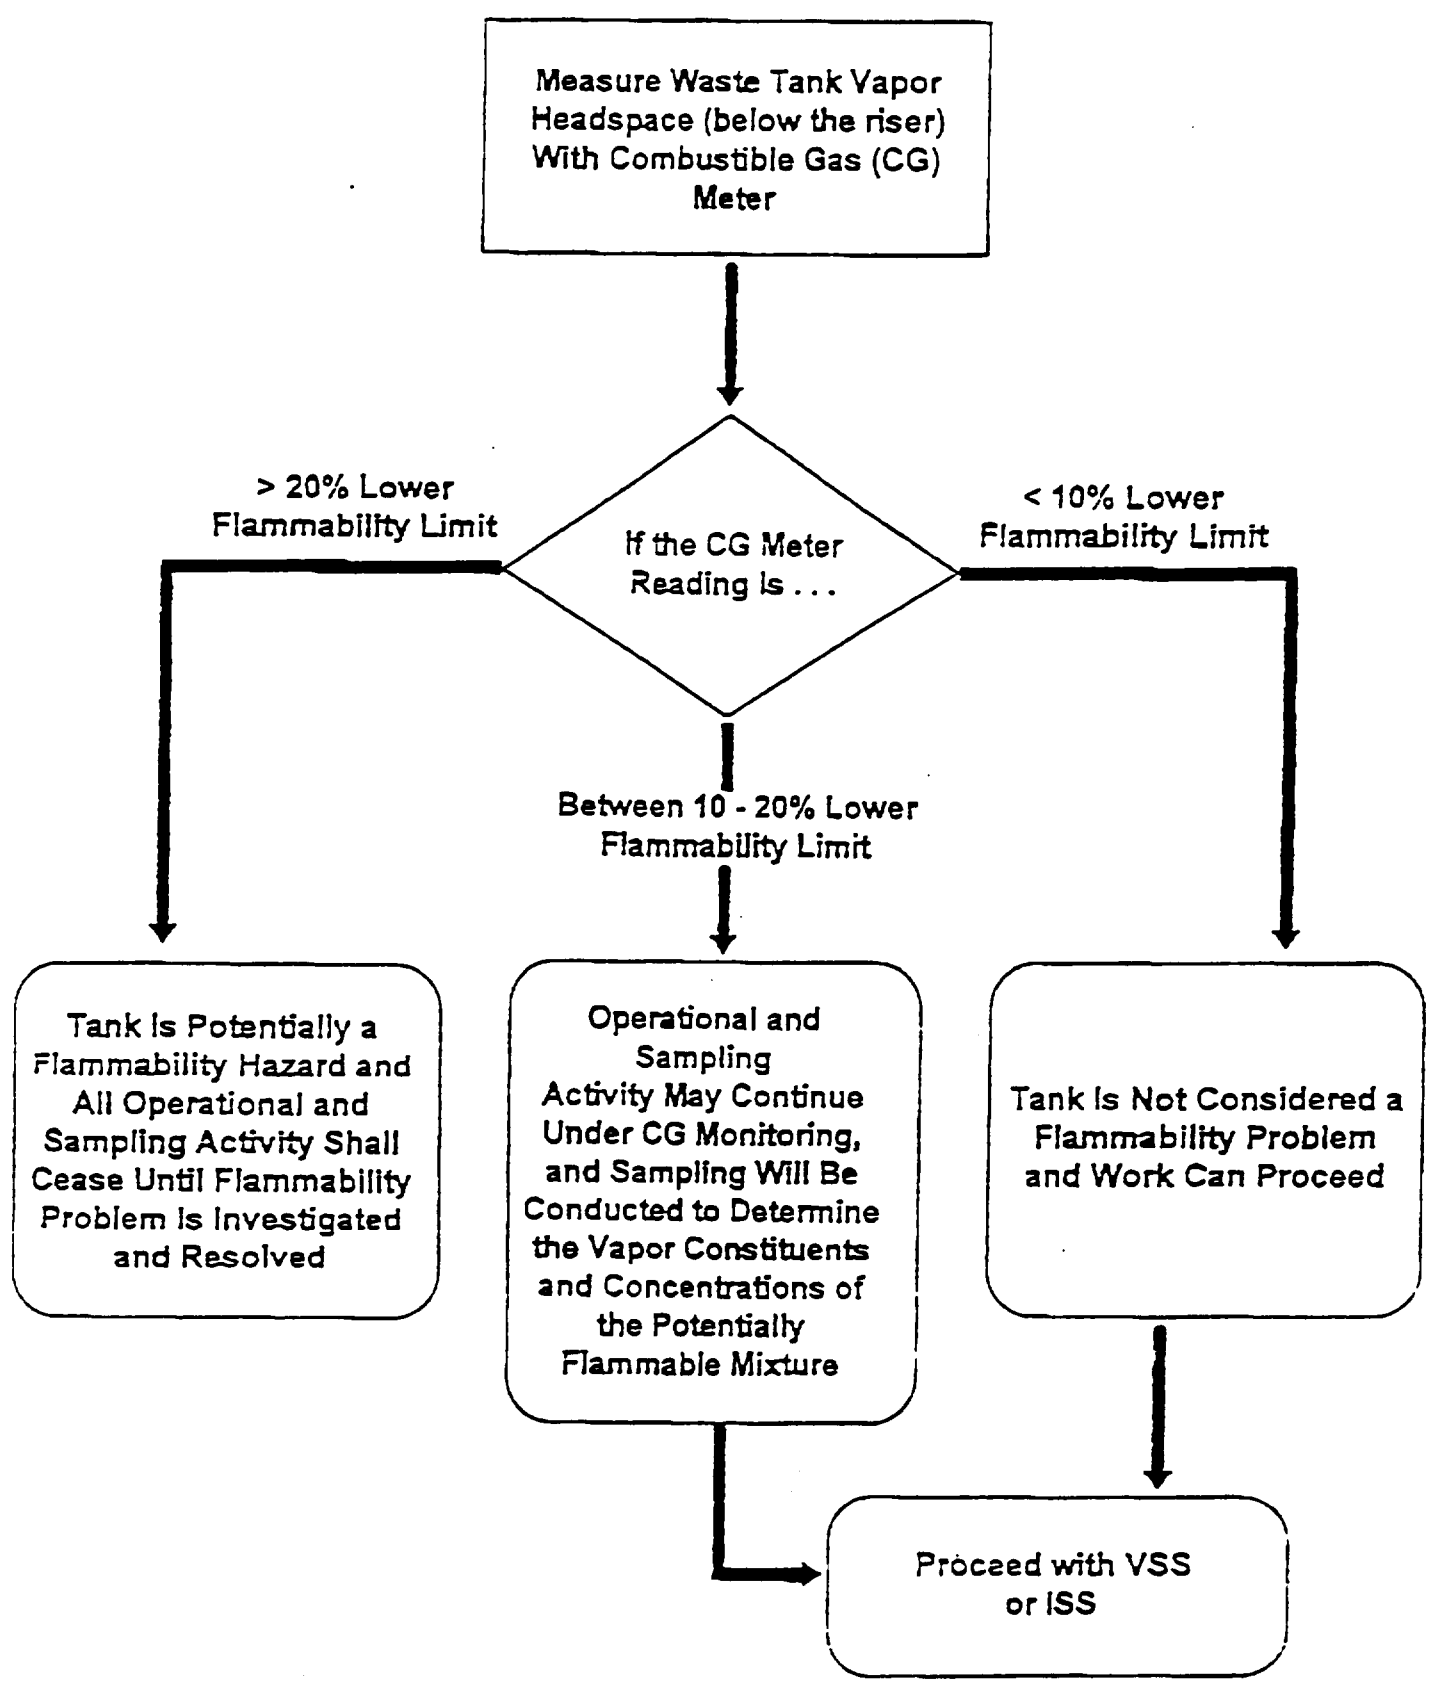 Measure Waste Tank Vapor
Headspace (below the riser)
With Combustible Gas (CG)
Meter
> 20% Lower
Flammability Limit
< 10% Lower
Flammability Limit
If the CG Meter
Reading Is . . .
Between 10 - 20% Lower
Flammability Limit
Tank Is Potentially a
Flammability Hazard and
All Operational and
Sampling Activity Shall
Cease Until Flammability
Problem Is Investigated
and Resolved
Operational and
Sampling
Activity May Continue
Under CG Monitoring,
and Sampling Will Be
Conducted to Determine
the Vapor Constituents
and Concentrations of
the Potentially
Flammable Mixture
Tank Is Not Considered a
Flammability Problem
and Work Can Proceed
Proceed with VSS
or ISS